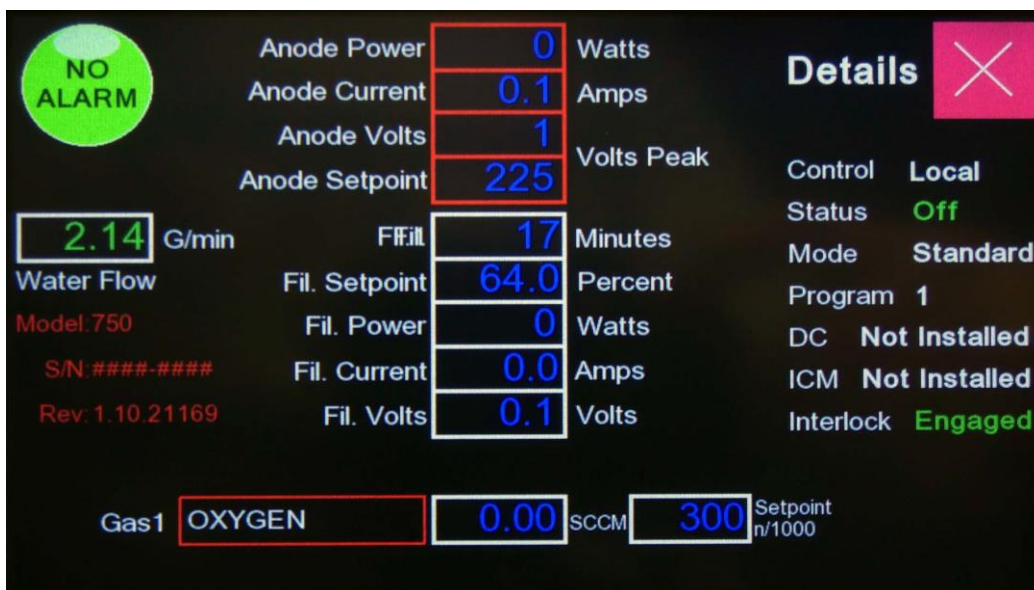 NO
ALARM
Anode Power 0 Watts
Anode Current 0.1 Amps
Anode Volts 1
Volts Peak
Anode Setpoint 225
Details
Control Local
Status Off
Mode Standard
Program 1
DC Not Installed
ICM Not Installed
Interlock Engaged
2.14 G/min
Water Flow
Model:750
S/N:####-####
Rev:1.10.21169
17 Minutes
Fil. Setpoint 64.0 Percent
Fil. Power 0 Watts
Fil. Current 0.0 Amps
Fil. Volts 0.1 Volts
Gas1 OXYGEN 0.00 SCCM 300 Setpoint
n/1000